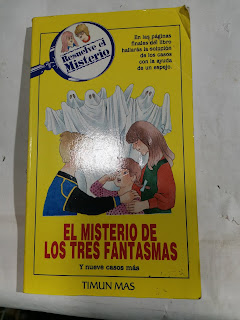 Resuelve el
Misterio
En las páginas
finales del libro
hallarás la solución
de los casos
con la ayuda
de un espejo.
EL MISTERIO DE
LOS TRES FANTASMAS
Y nueve casos más
TIMUN MAS